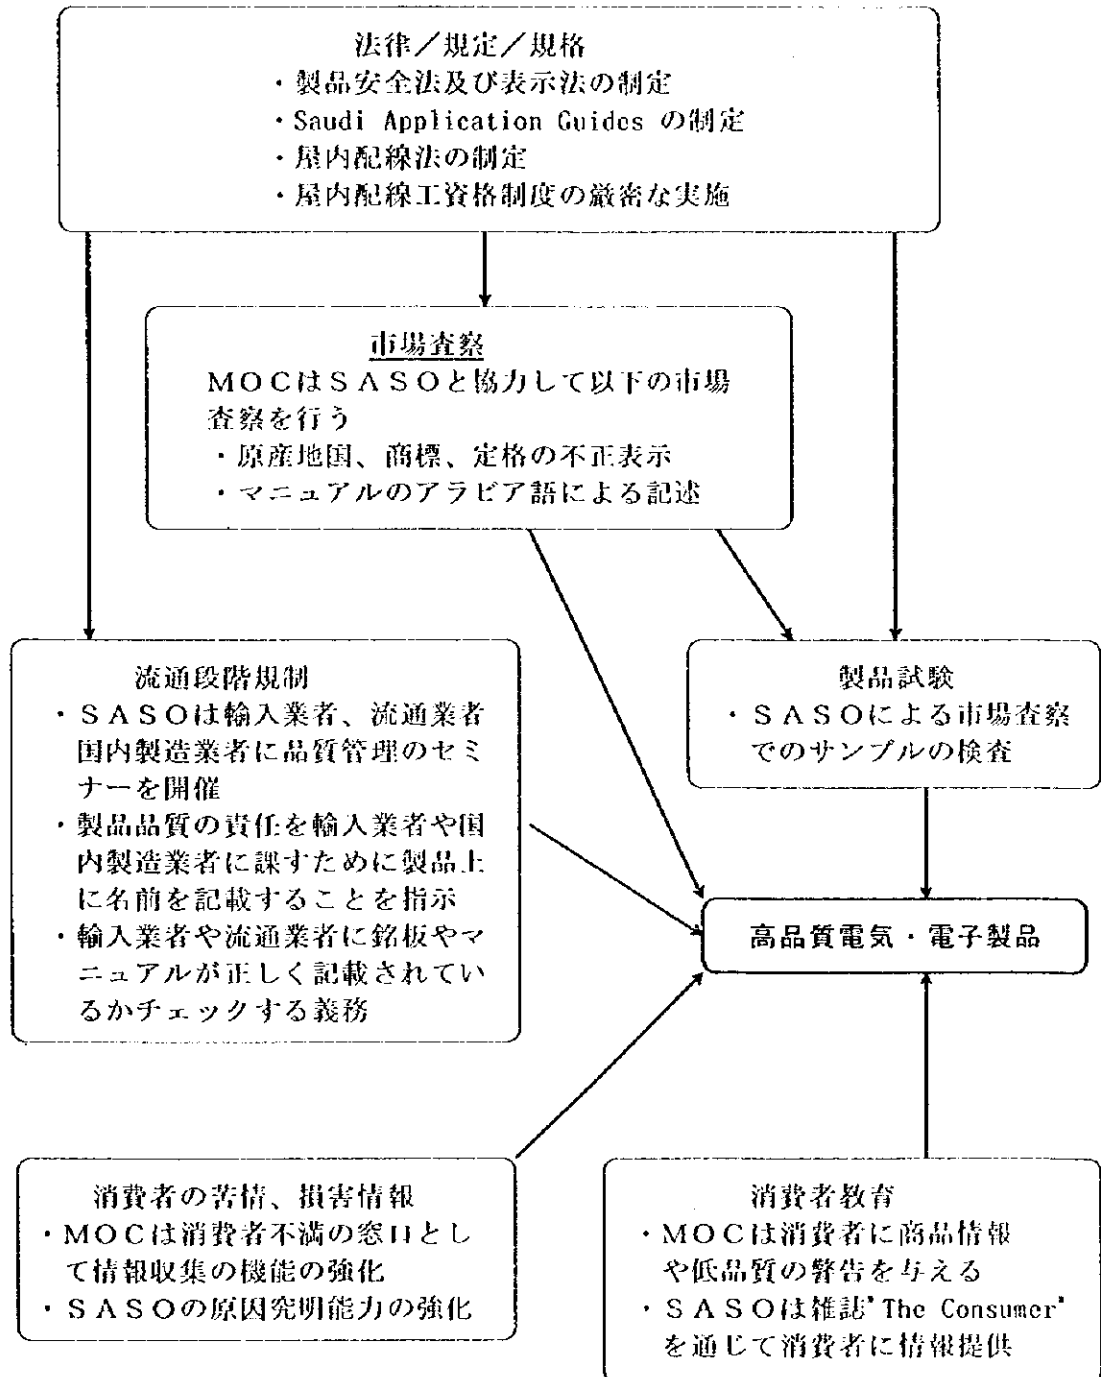 法律／規定／規格
・製品安全法及び表示法の制定
・Saudi Application Guides の制定
・屋内配線法の制定
・屋内配線工資格制度の厳密な実施
市場査察
MOCはSASOと協力して以下の市場
査察を行う
・原産地国、商標、定格の不正表示
・マニュアルのアラビア語による記述
流通段階規制
・SASOは輸入業者、流通業者
国内製造業者に品質管理のセミ
ナーを開催
・製品品質の責任を輸入業者や国
内製造業者に課すために製品上
に名前を記載することを指示
・輸入業者や流通業者に銘板やマ
ニュアルが正しく記載されてい
るかチェックする義務
製品試験
・SASOによる市場査察
でのサンプルの検査
高品質電気・電子製品
消費者の苦情、損害情報
・MOCは消費者不満の窓口とし
て情報収集の機能の強化
・SASOの原因究明能力の強化
消費者教育
・MOCは消費者に商品情報
や低品質の警告を与える
・SASOは雑誌"The Consumer"
を通じて消費者に情報提供